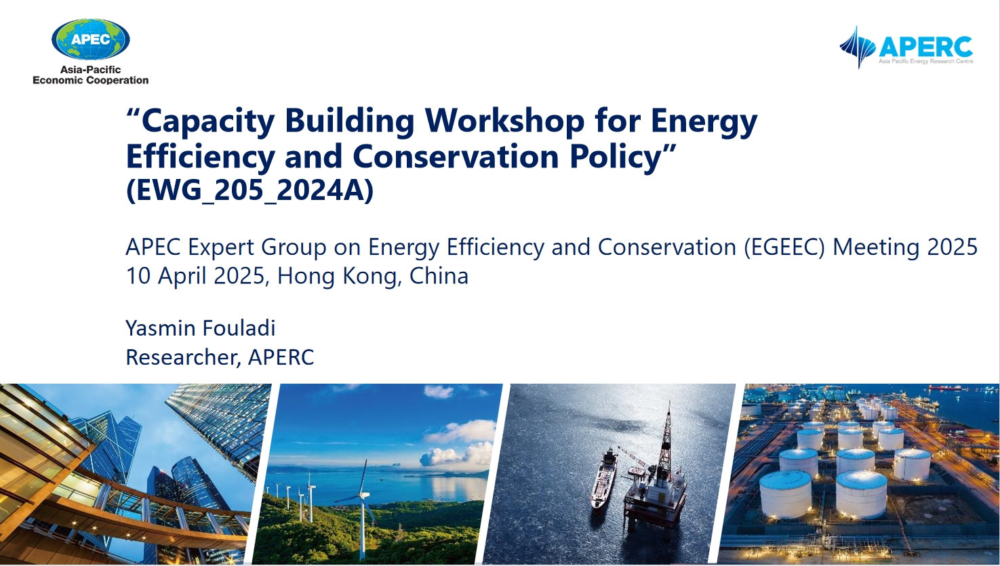 APEC
Asia-Pacific
Economic Cooperation
APERC
Asia Pacific Energy Research Centre
“Capacity Building Workshop for Energy
Efficiency and Conservation Policy”
(EWG_205_2024A)
APEC Expert Group on Energy Efficiency and Conservation (EGEEC) Meeting 2025
10 April 2025, Hong Kong, China
Yasmin Fouladi
Researcher, APERC